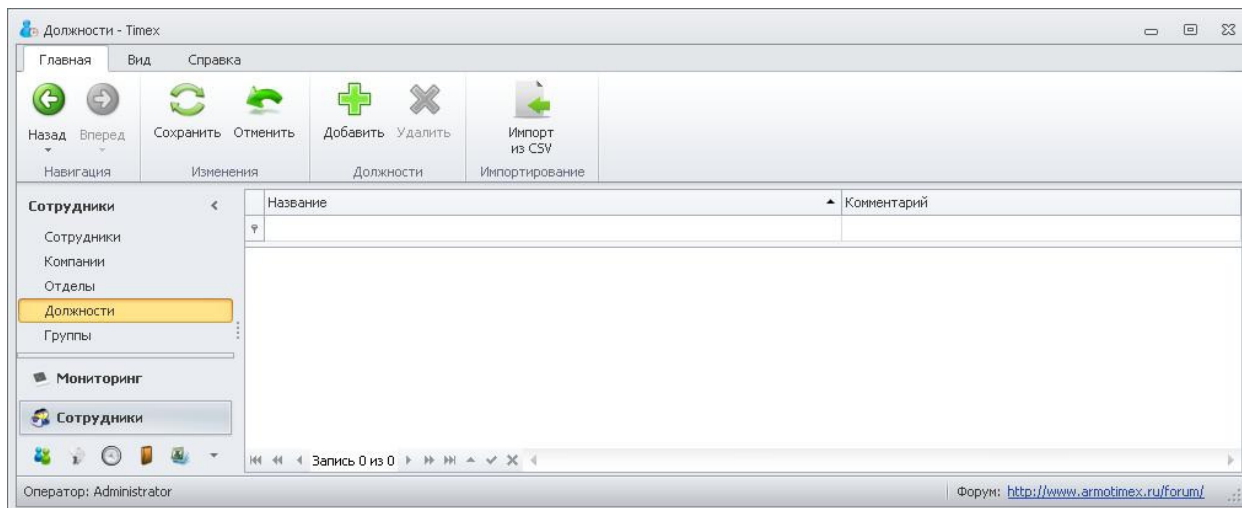 Должности - Timex
Главная Вид Справка
Назад Вперед Сохранить Отменить Добавить Удалить Импорт
из CSV
Навигация Изменения Должности Импортирование
Сотрудники
Название Комментарий
Сотрудники
Компании
Отделы
Должности
Группы
Мониторинг
Сотрудники
Запись 0 из 0
Оператор: Administrator Форум: http://www.armotimex.ru/forum/